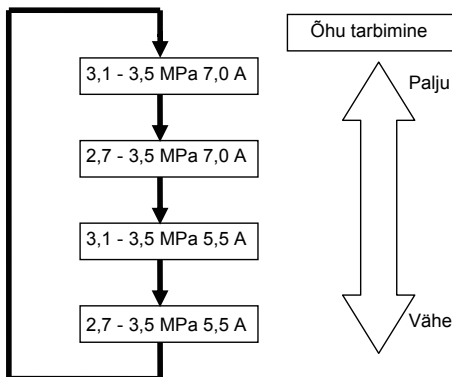 Õhu tarbimine
Palju
3,1 - 3,5 MPa 7,0 A
2,7 - 3,5 MPa 7,0 A
3,1 - 3,5 MPa 5,5 A
2,7 - 3,5 MPa 5,5 A
Vähe